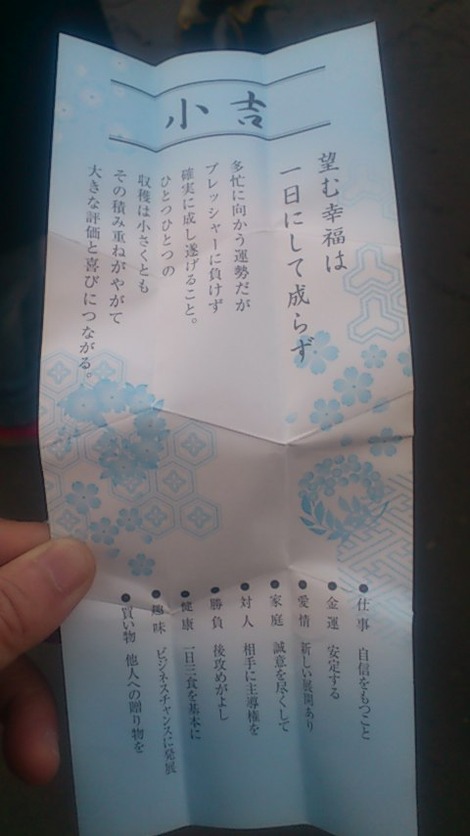 小吉
望む幸福は
一日にして成らず
多忙に向かう運勢だが
プレッシャーに負けず
確実に成し遂げること。
ひとつひとつの
収穫は小さくとも
その積み重ねがやがて
大きな評価と喜びにつながる。
●仕事 自信をもつこと
●金運 安定する
●愛情 新しい展開あり
●家庭 誠意を尽くして
●対人 相手に主導権を
●勝負 後攻めがよし
●健康 一日三食を基本に
●趣味 ビジネスチャンスに発展
●買い物 他人への贈り物を